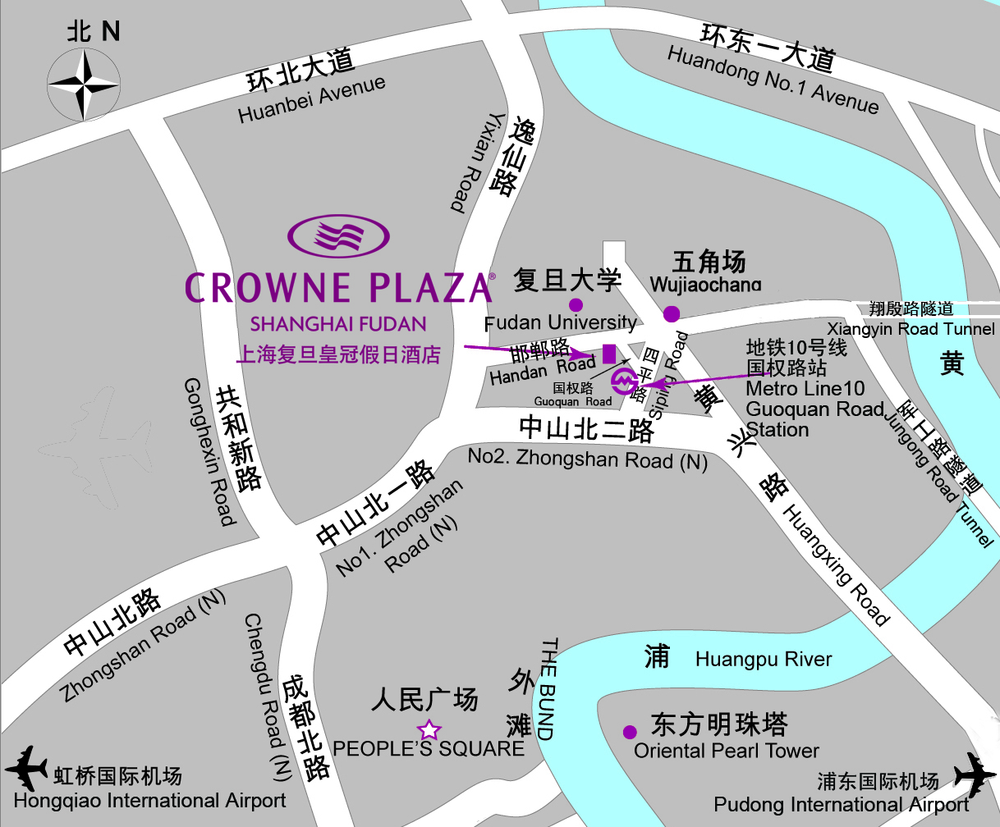 北 N
环北大道
Huanbei Avenue
环东一大道
Huandong No.1 Avenue
逸仙路
Yixian Road
CROWNE PLAZA®
SHANGHAI FUDAN
上海复旦皇冠假日酒店
复旦大学
Fudan University
五角场
Wujiaochang
翔殷路隧道
Xiangyin Road Tunnel
邯郸路
Handan Road
四平路
Siping Road
国权路
Guoquan Road
地铁10号线
国权路站
Metro Line10
Guoquan Road
Station
黄
军工路隧道
Jungong Road Tunnel
共和新路
Gonghexin Road
中山北二路
No2. Zhongshan Road (N)
黄兴路
Huangxing Road
中山北一路
No1. Zhongshan
Road (N)
中山北路
Zhongshan Road (N)
成都北路
Chengdu Road (N)
人民广场
PEOPLE'S SQUARE
外滩
THE BUND
浦
Huangpu River
东方明珠塔
Oriental Pearl Tower
虹桥国际机场
Hongqiao International Airport
浦东国际机场
Pudong International Airport